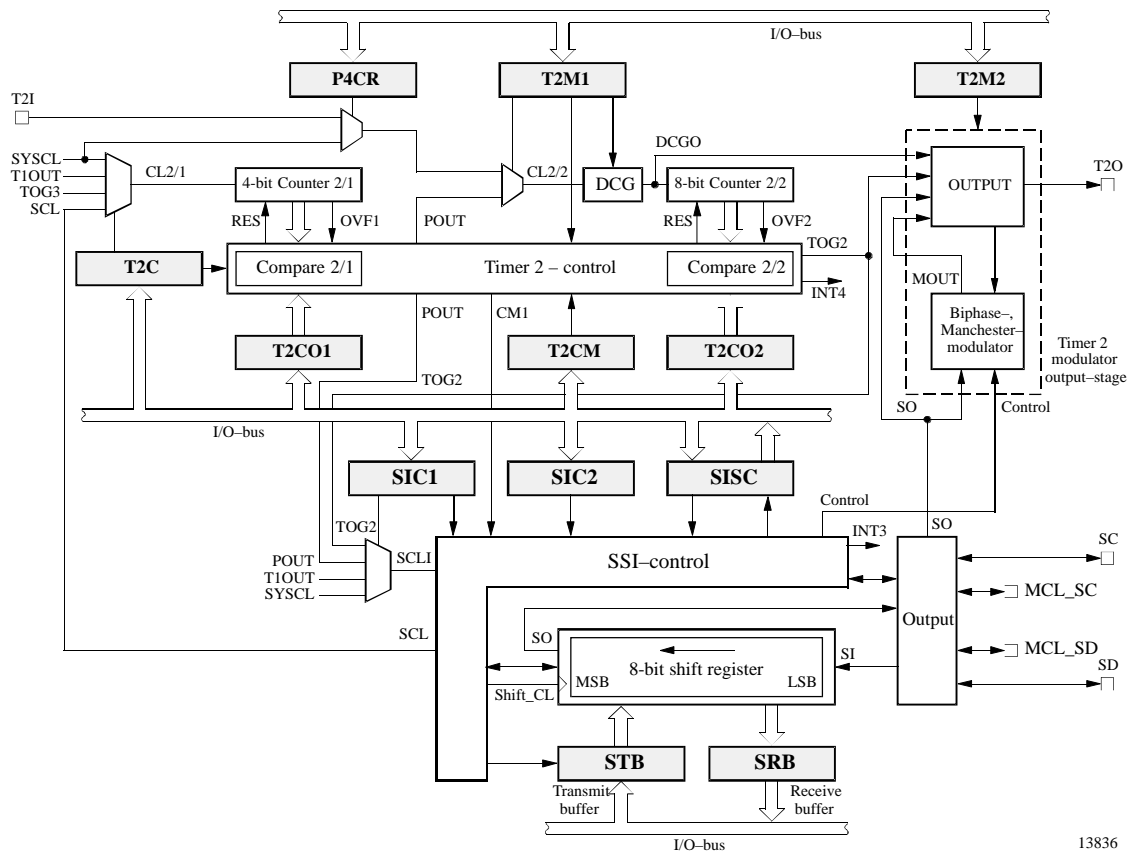 I/O–bus
P4CR
T2M1
T2M2
T2I
SYSCL
T1OUT
TOG3
SCL
CL2/1
4-bit Counter 2/1
CL2/2
DCG
DCGO
8-bit Counter 2/2
OUTPUT
T2O
RES
OVF1
POUT
RES
OVF2
TOG2
T2C
Compare 2/1
Timer 2 – control
Compare 2/2
INT4
MOUT
Biphase–,
Manchester–
modulator
Timer 2
modulator
output–stage
POUT
CM1
T2CO1
T2CM
T2CO2
TOG2
I/O–bus
SO
Control
SIC1
SIC2
SISC
Control
TOG2
SO
INT3
POUT
T1OUT
SYSCL
SCLI
SSI–control
SC
MCL_SC
Output
SCL
SO
8-bit shift register
MSB
LSB
SI
MCL_SD
SD
Shift_CL
STB
SRB
Transmit
buffer
Receive
buffer
I/O–bus
13836